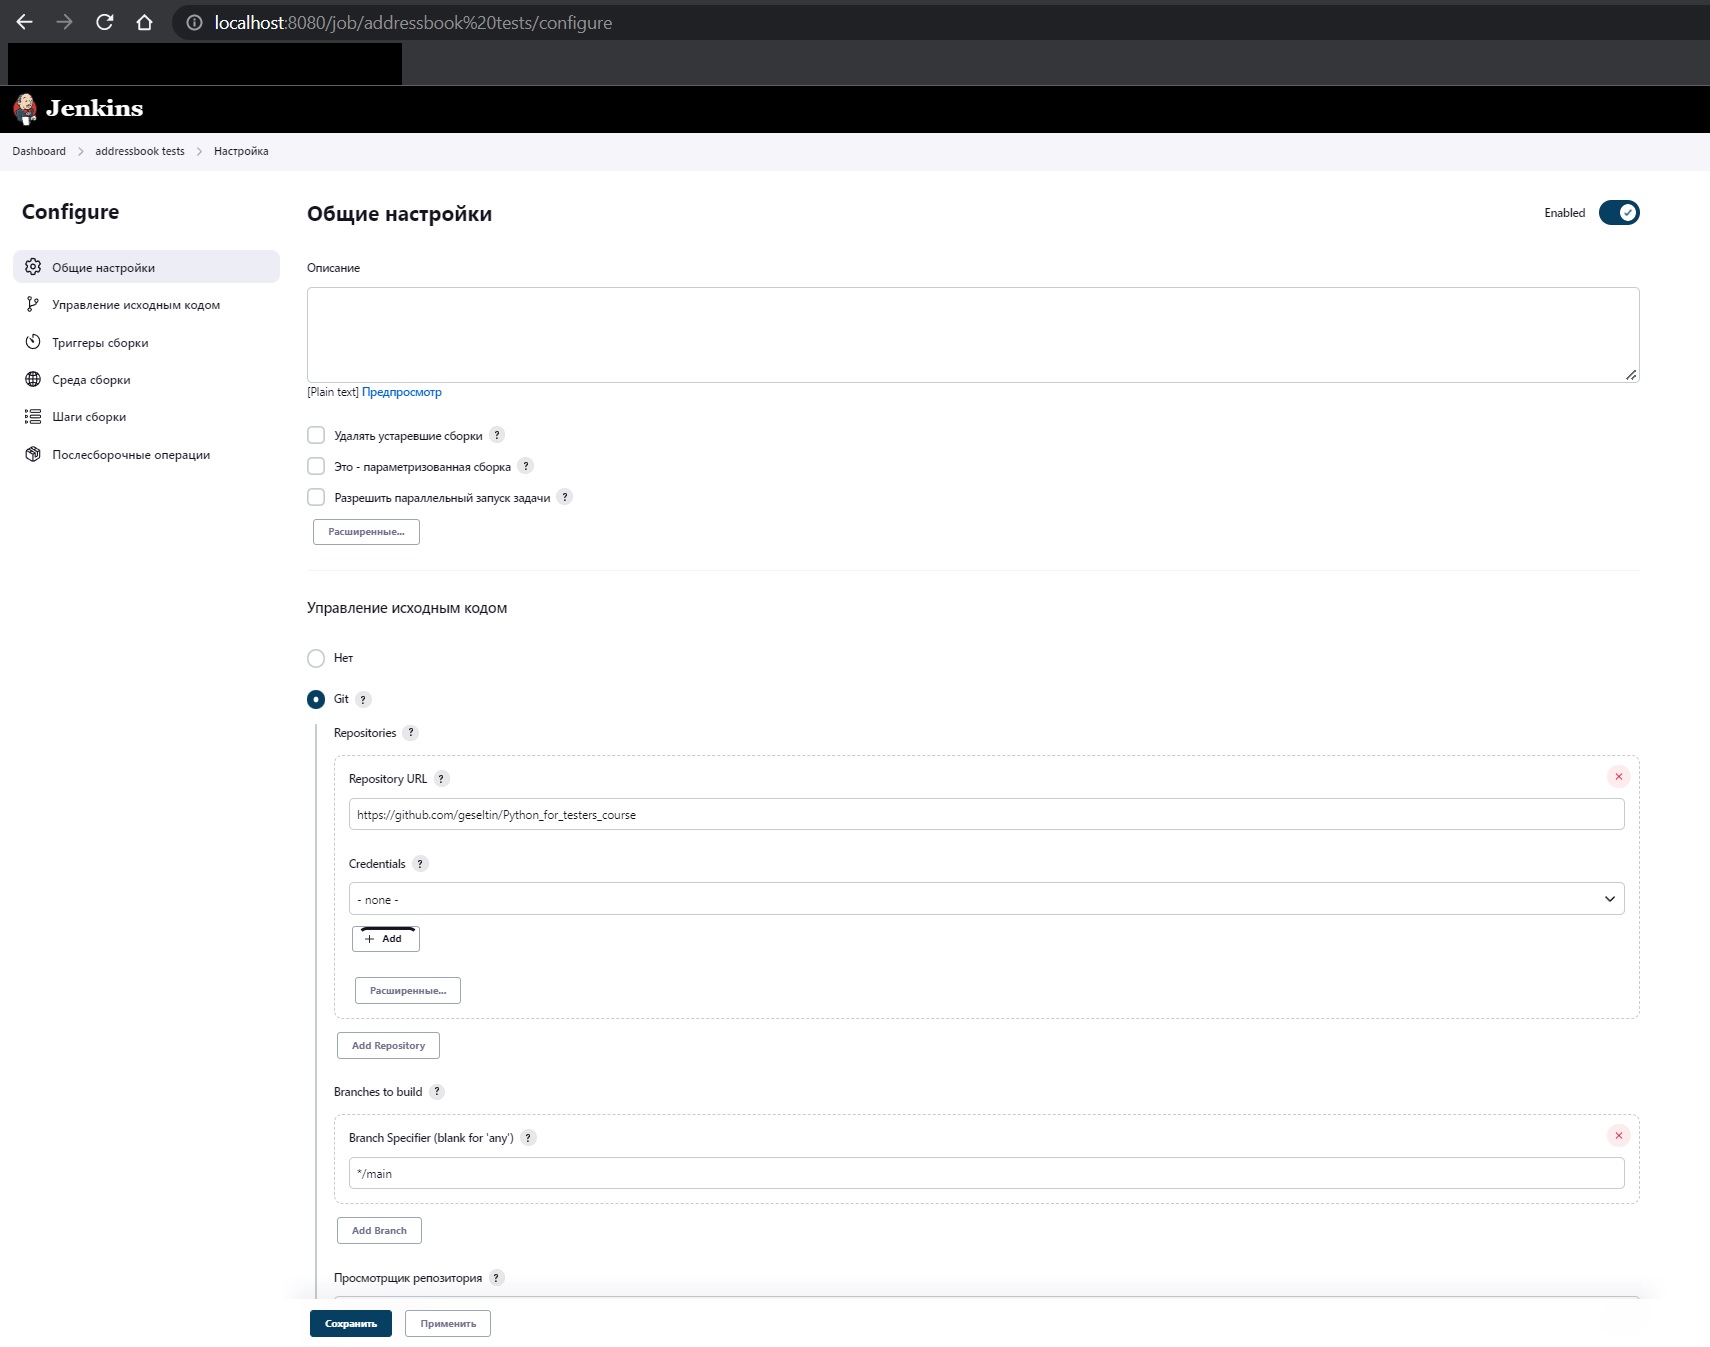 localhost:8080/job/addressbook%20tests/configure
Jenkins
Dashboard > addressbook tests > Настройка
Configure
Общие настройки
Управление исходным кодом
Триггеры сборки
Среда сборки
Шаги сборки
Послесборочные операции
Общие настройки
Enabled
Описание
[Plain text] Предпросмотр
Удалять устаревшие сборки ?
Это - параметризованная сборка ?
Разрешить параллельный запуск задачи ?
Расширенные...
Управление исходным кодом
Нет
Git ?
Repositories ?
Repository URL ?
https://github.com/geseltin/Python_for_testers_course
Credentials ?
- none -
+ Add
Расширенные...
Add Repository
Branches to build ?
Branch Specifier (blank for 'any') ?
*/main
Add Branch
Просмотрщик репозитория ?
Сохранить
Применить